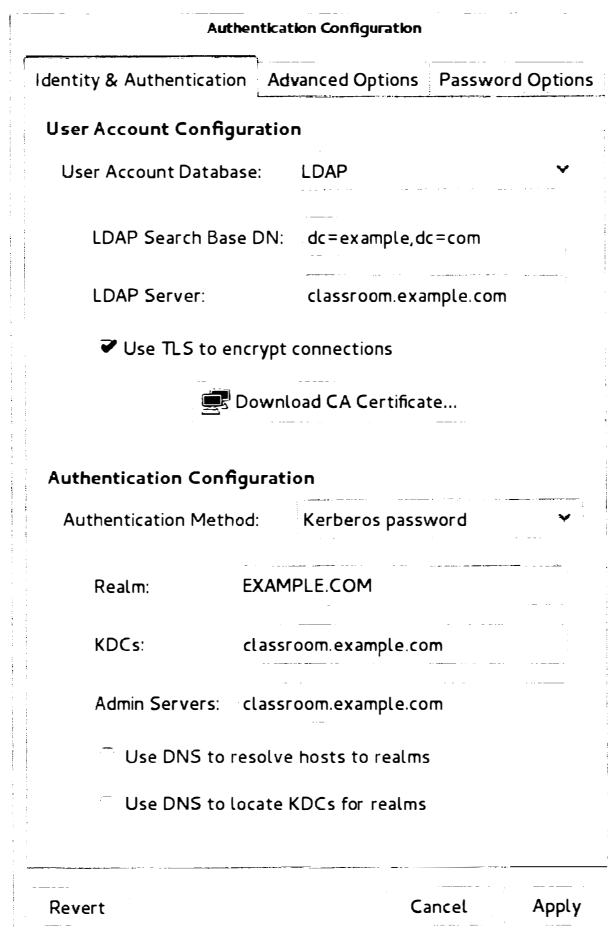 Authentication Configuration
Identity & Authentication Advanced Options Password Options
User Account Configuration
User Account Database: LDAP
LDAP Search Base DN: dc=example,dc=com
LDAP Server: classroom.example.com
Use TLS to encrypt connections
Download CA Certificate...
Authentication Configuration
Authentication Method: Kerberos password
Realm: EXAMPLE.COM
KDCs: classroom.example.com
Admin Servers: classroom.example.com
Use DNS to resolve hosts to realms
Use DNS to locate KDCs for realms
Revert Cancel Apply